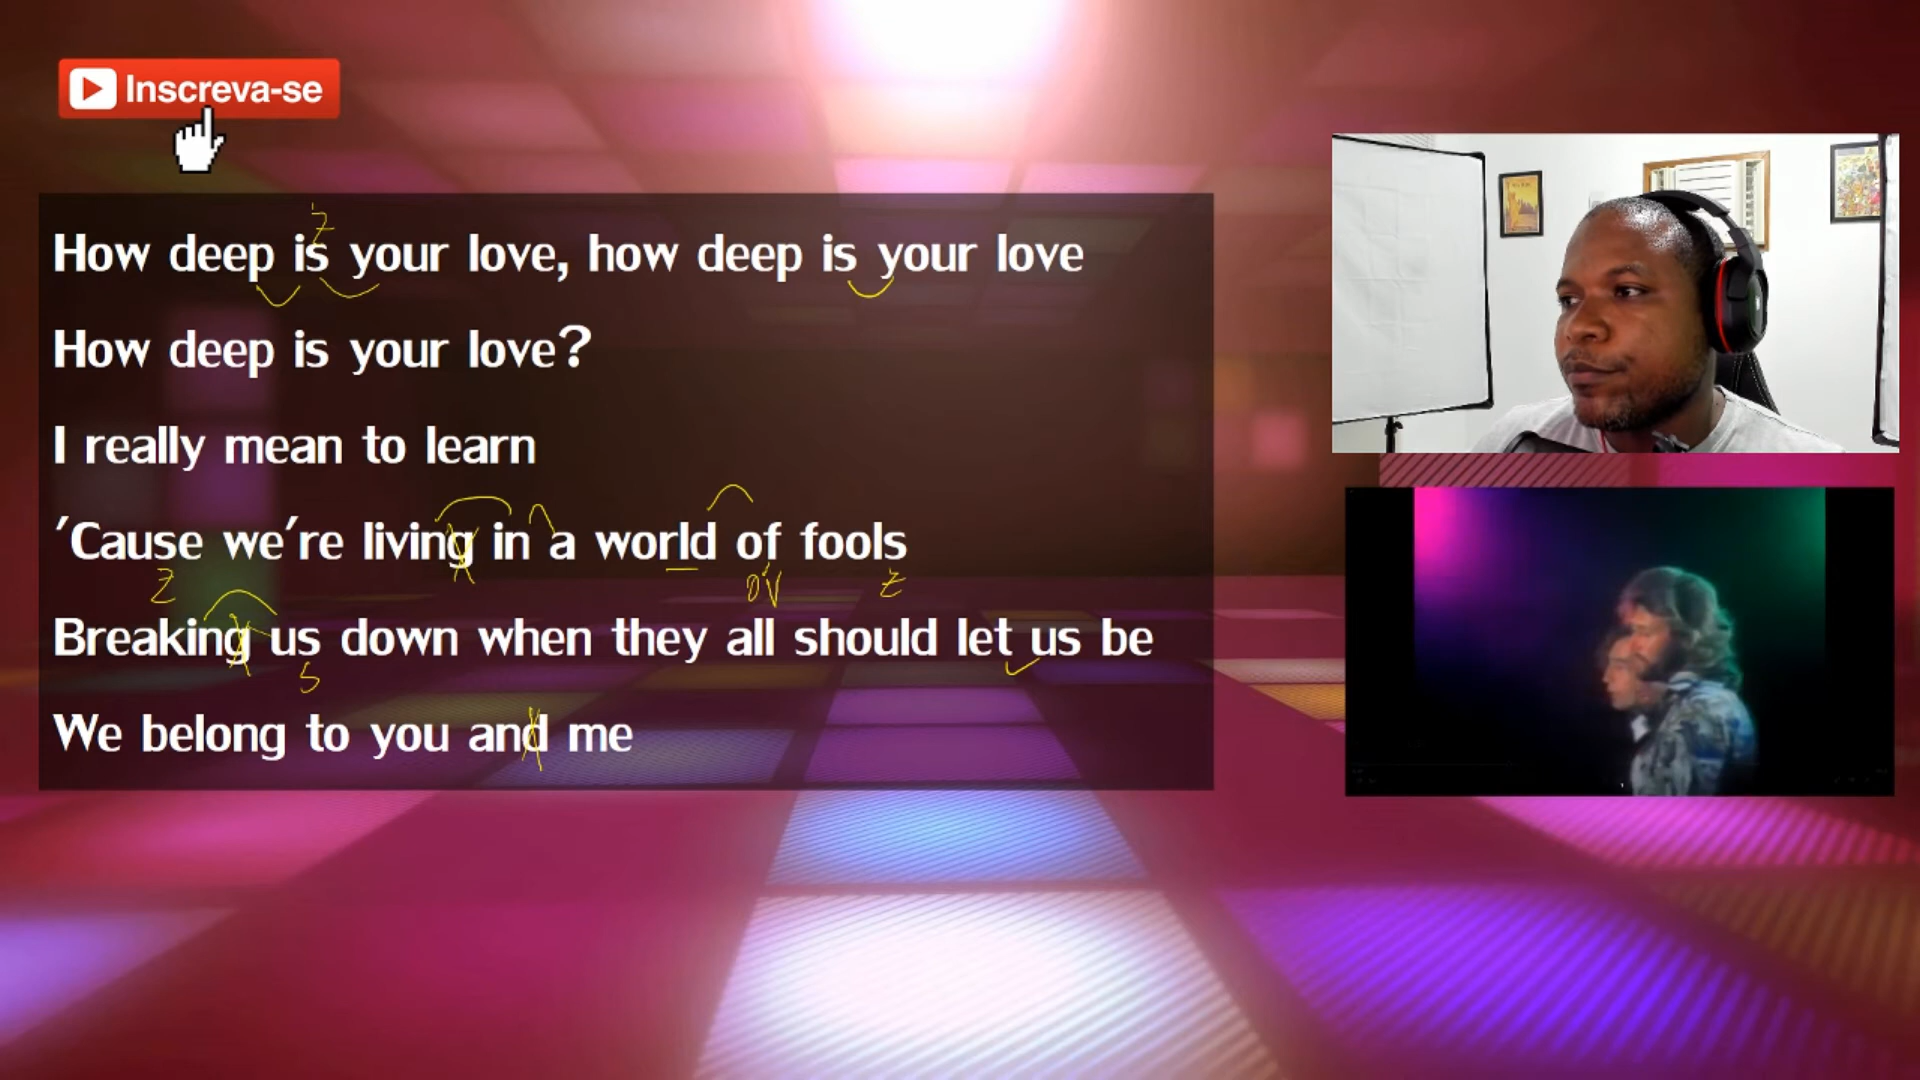 Inscreva-se
z
How deep is your love, how deep is your love
How deep is your love?
I really mean to learn
'Cause we're living in a world of fools
z ov z
Breaking us down when they all should let us be
s
We belong to you and me